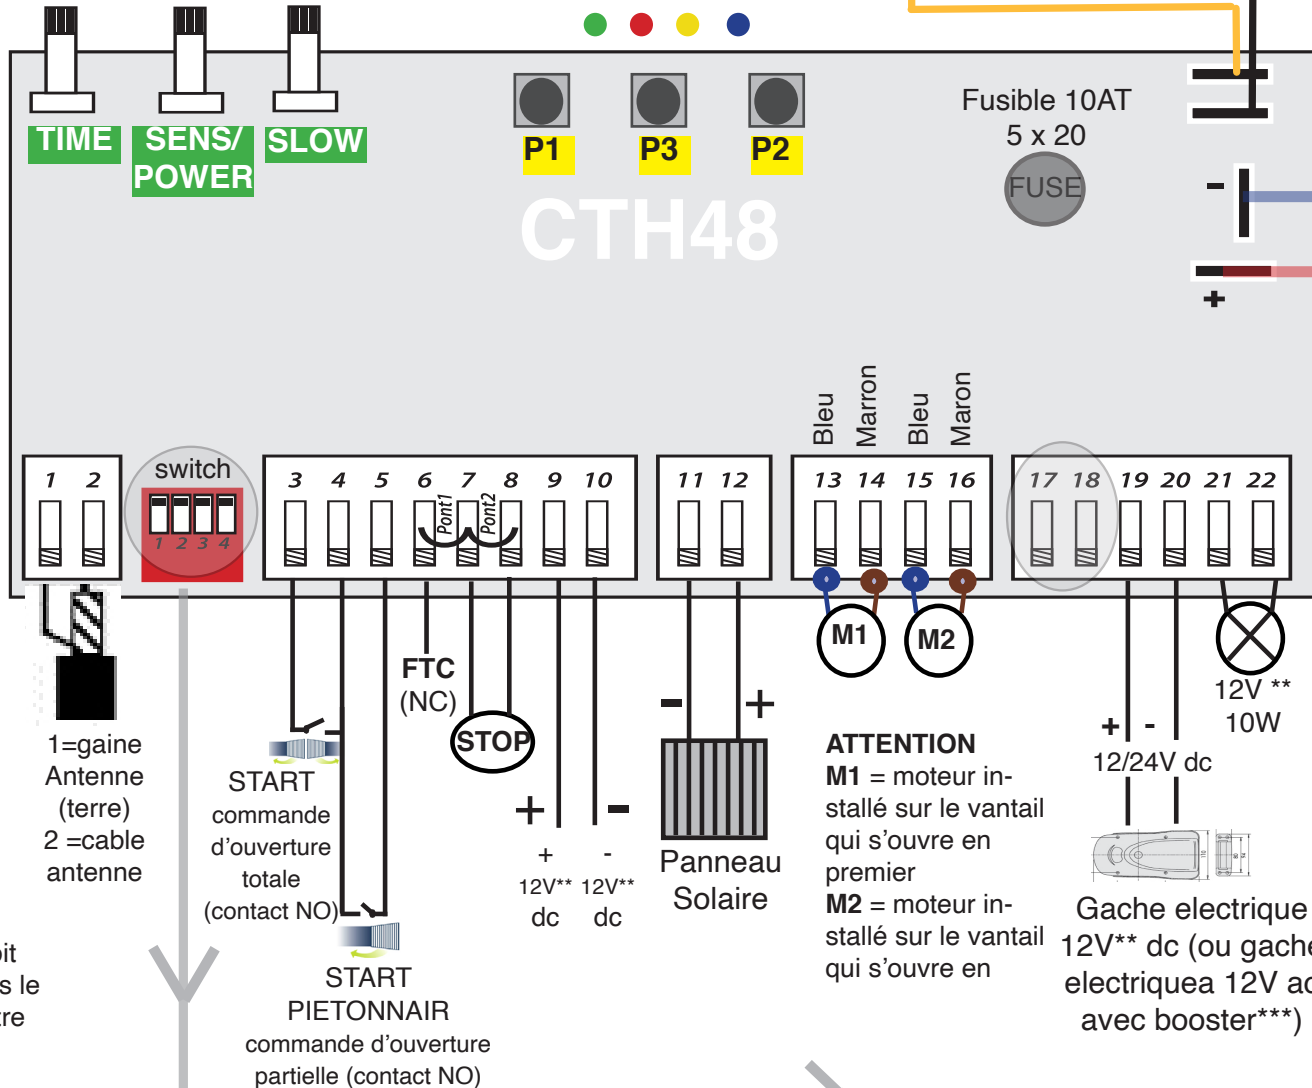 TIME
SENS/
POWER
SLOW
P1
P3
P2
Fusible 10AT
5 x 20
FUSE
CTH48
-
+
Bleu
Marron
Bleu
Maron
1 2
switch
1 2 3 4
3 4 5 6 7 8 9 10
Pont1
Pont2
11 12
13 14 15 16
17 18 19 20 21 22
1=gaine
Antenne
(terre)
2 =cable
antenne
START
commande
d'ouverture
totale
(contact NO)
START
PIETONNAIR
commande d'ouverture
partielle (contact NO)
FTC
(NC)
STOP
+ -
+ -
12V** 12V**
dc dc
- +
Panneau
Solaire
M1
M2
ATTENTION
M1 = moteur in-
stallé sur le vantail
qui s'ouvre en
premier
M2 = moteur in-
stallé sur le vantail
qui s'ouvre en
+ -
12/24V dc
12V **
10W
Gache electrique
12V** dc (ou gache
electriquea 12V ac
avec booster***)
oit
s le
tre